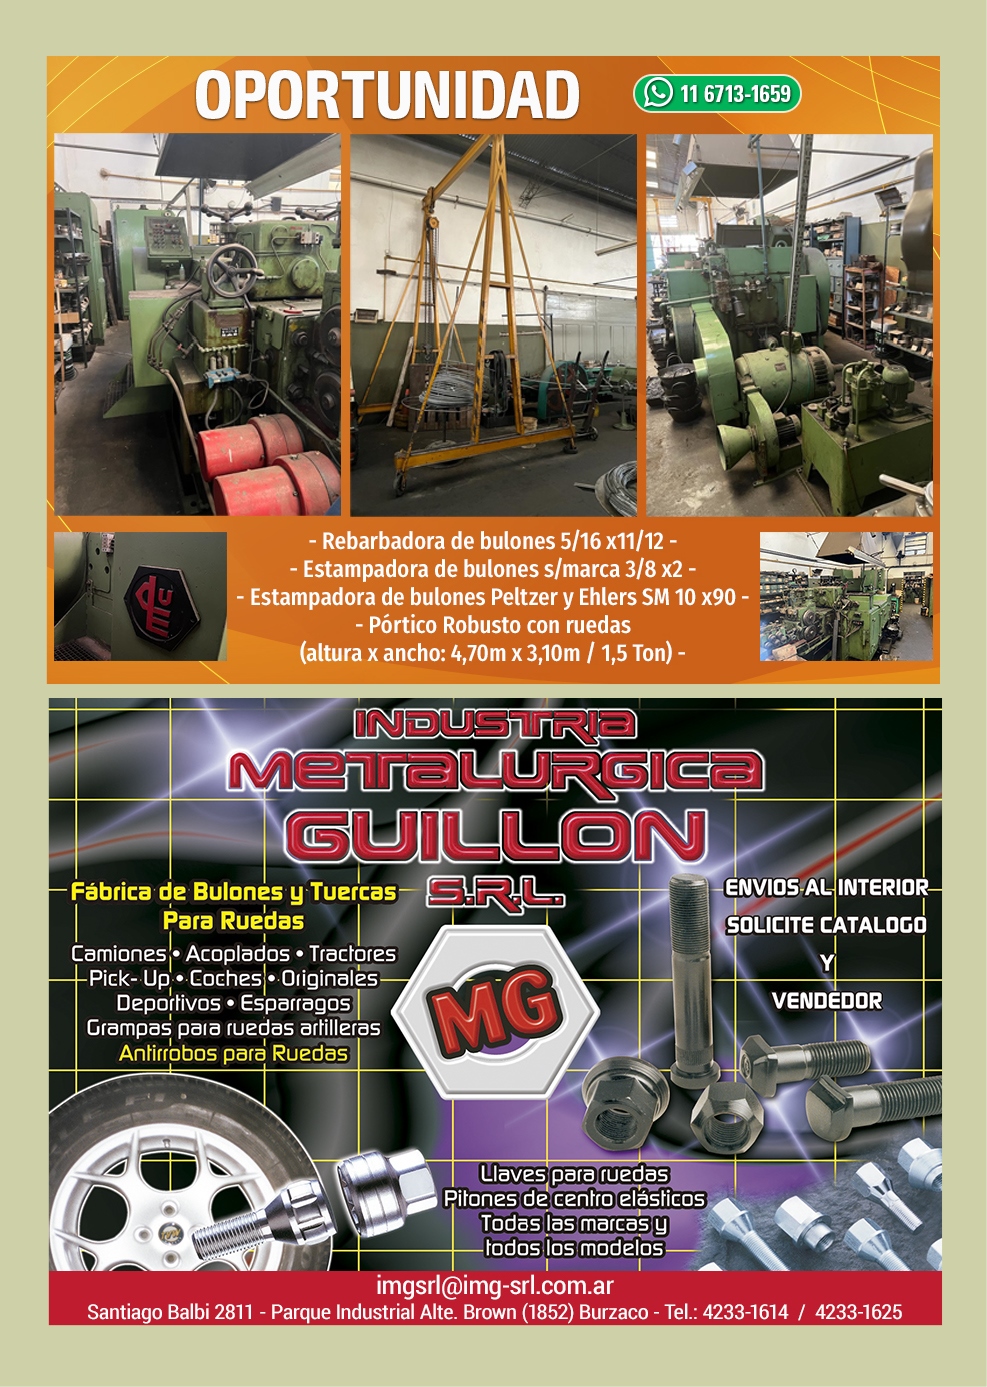 OPORTUNIDAD
11 6713-1659
- Rebarbadora de bulones 5/16 x11/12 -
- Estampadora de bulones s/marca 3/8 x2 -
- Estampadora de bulones Peltzer y Ehlers SM 10 x90 -
- Pórtico Robusto con ruedas
(altura x ancho: 4,70m x 3,10m / 1,5 Ton) -
INDUSTRIA
METALURGICA
GUILLON
S.R.L.
Fábrica de Bulones y Tuercas
Para Ruedas
Camiones • Acoplados • Tractores
Pick- Up • Coches • Originales
Deportivos • Esparragos
Grampas para ruedas artilleras
Antirrobos para Ruedas
MG
ENVIOS AL INTERIOR
SOLICITE CATALOGO
Y
VENDEDOR
Llaves para ruedas
Pitones de centro elásticos
Todas las marcas y
todos los modelos
imgsrl@img-srl.com.ar
Santiago Balbi 2811 - Parque Industrial Alte. Brown (1852) Burzaco - Tel.: 4233-1614 / 4233-1625